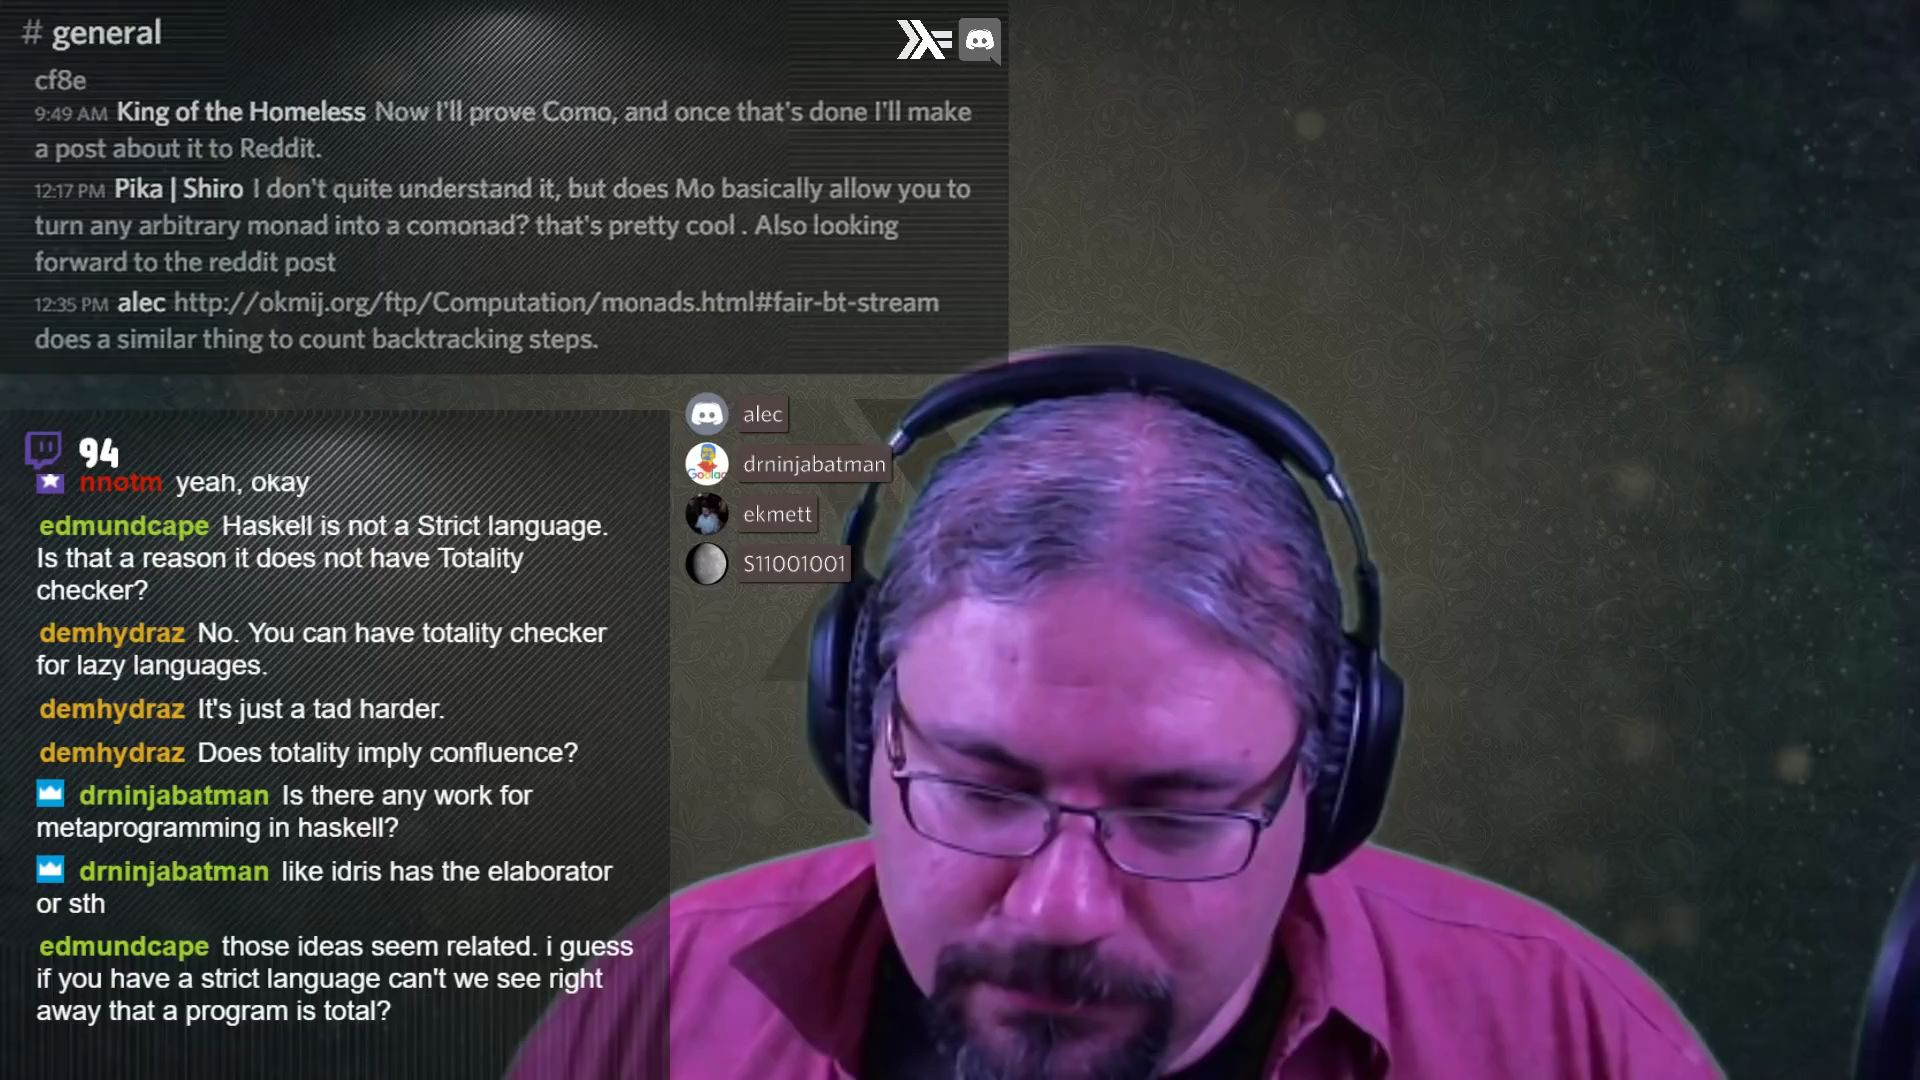 # general
cf8e
9:49 AM King of the Homeless Now I'll prove Como, and once that's done I'll make
a post about it to Reddit.
12:17 PM Pika | Shiro I don't quite understand it, but does Mo basically allow you to
turn any arbitrary monad into a comonad? that's pretty cool . Also looking
forward to the reddit post
12:35 PM alec http://okmij.org/ftp/Computation/monads.html#fair-bt-stream
does a similar thing to count backtracking steps.
alec
drninjabatman
ekmett
S11001001
94
nnotm yeah, okay
edmundcape Haskell is not a Strict language.
Is that a reason it does not have Totality
checker?
demhydraz No. You can have totality checker
for lazy languages.
demhydraz It's just a tad harder.
demhydraz Does totality imply confluence?
drninjabatman Is there any work for
metaprogramming in haskell?
drninjabatman like idris has the elaborator
or sth
edmundcape those ideas seem related. i guess
if you have a strict language can't we see right
away that a program is total?